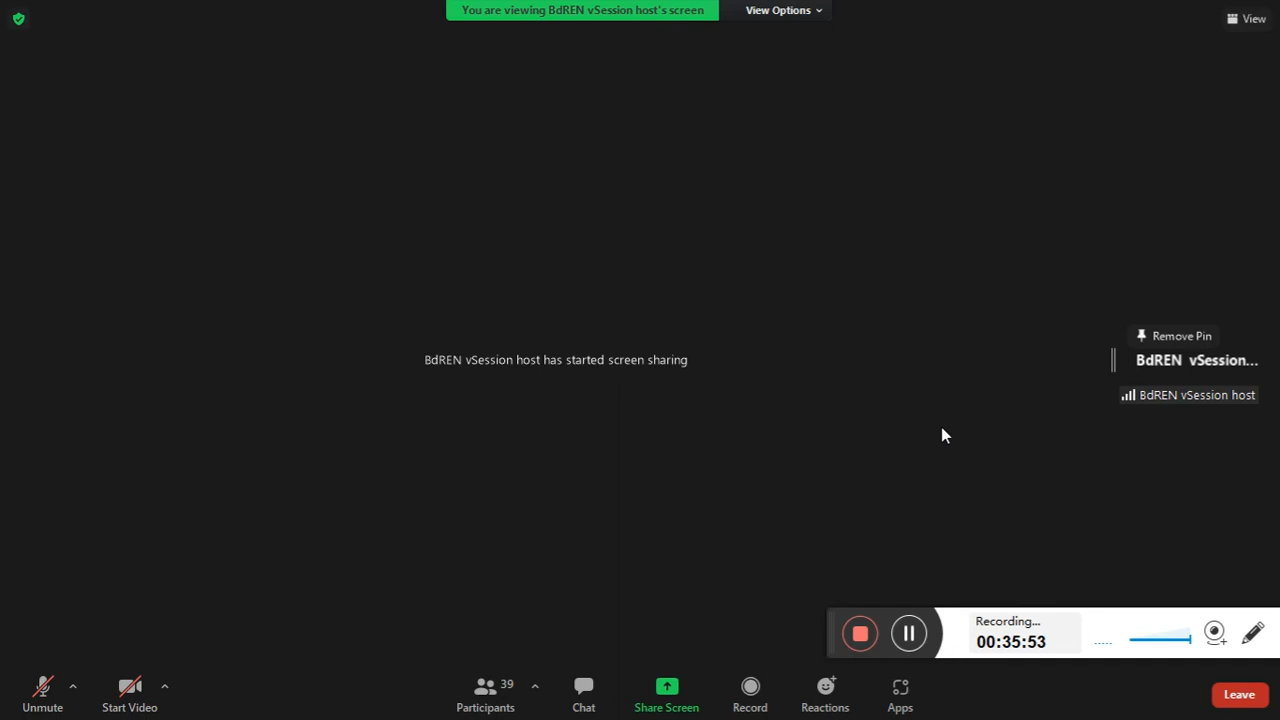 You are viewing BdREN vSession host's screen
View Options
View
BdREN vSession host has started screen sharing
Remove Pin
BdREN vSession...
BdREN vSession host
Recording...
00:35:53
Unmute
Start Video
39
Participants
Chat
Share Screen
Record
Reactions
Apps
Leave